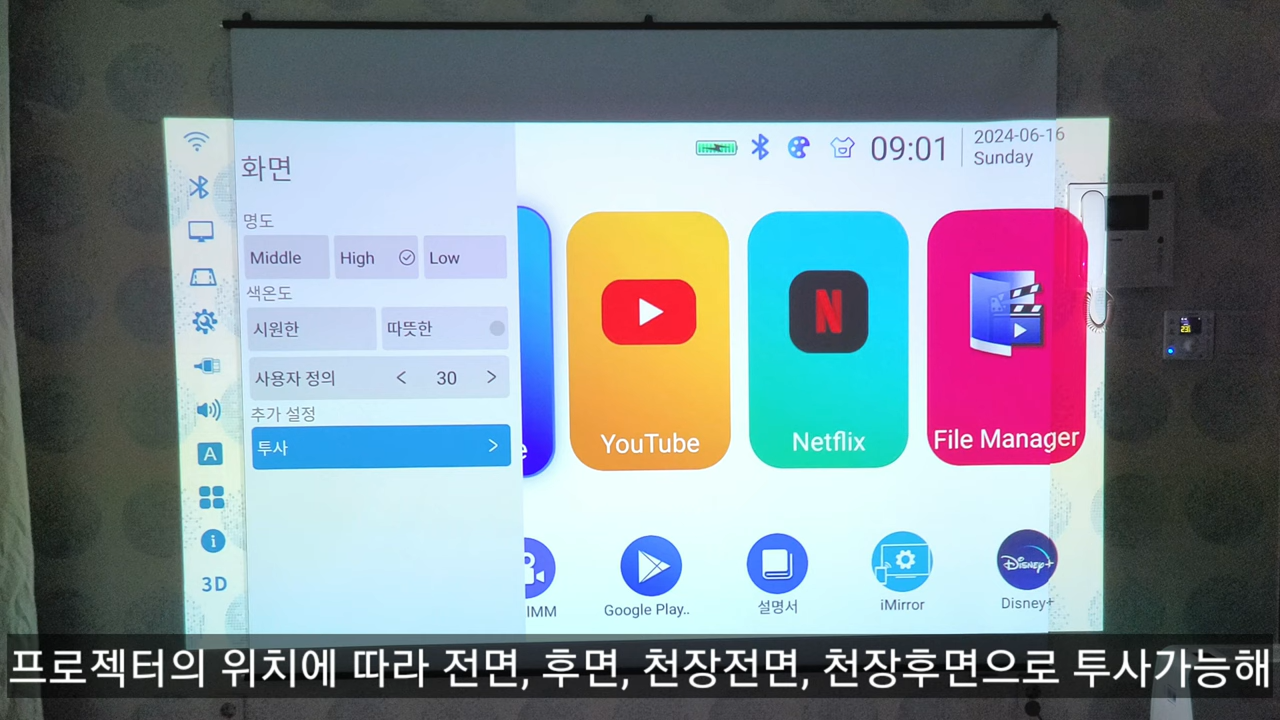 화면
명도
Middle
High
Low
색온도
시원한
따뜻한
사용자 정의
< 30 >
추가 설정
투사 >
A
3D
09:01
2024-06-16
Sunday
e
YouTube
N
Netflix
File Manager
IMM
Google Play..
설명서
iMirror
Disney+
Disney+
프로젝터의 위치에 따라 전면, 후면, 천장전면, 천장후면으로 투사가능해